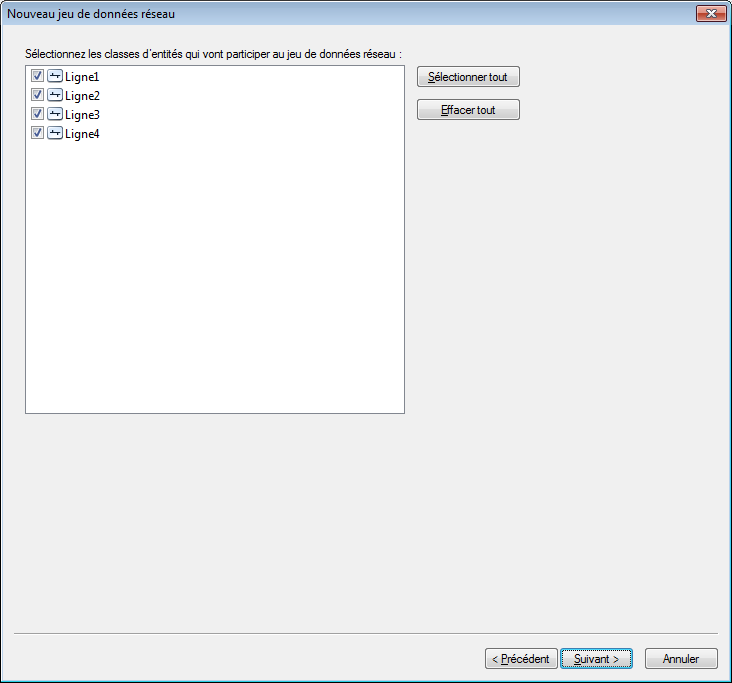 Nouveau jeu de données réseau
Sélectionnez les classes d'entités qui vont participer au jeu de données réseau :
Ligne1
Ligne2
Ligne3
Ligne4
Sélectionner tout
Effacer tout
< Précédent
Suivant >
Annuler